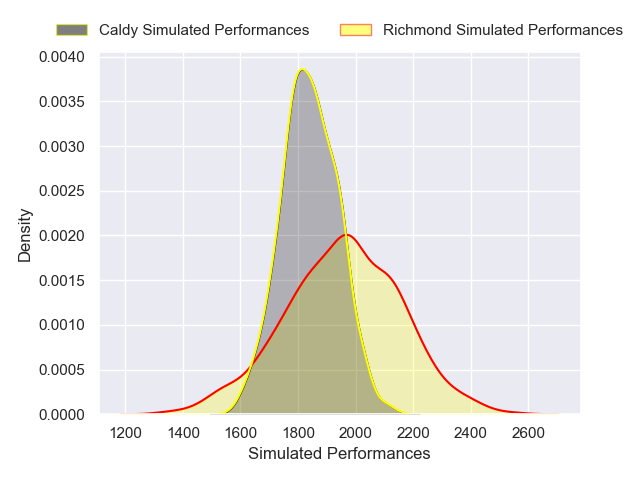 Caldy Simulated Performances
Richmond Simulated Performances
0.0040
0.0035
0.0030
0.0025
0.0020
0.0015
0.0010
0.0005
0.0000
Density
1200 1400 1600 1800 2000 2200 2400 2600
Simulated Performances